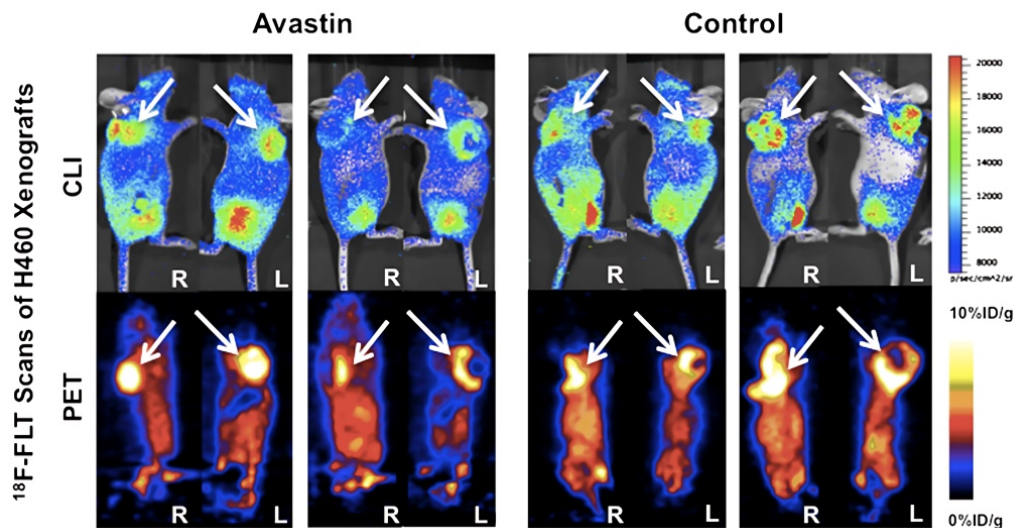 Avastin
Control
¹⁸F-FLT Scans of H460 Xenografts
CLI
R L R L R L R L
20000
18000
16000
14000
12000
10000
8000
p/sec/cm^2/sr
PET
R L R L R L R L
10%ID/g
0%ID/g